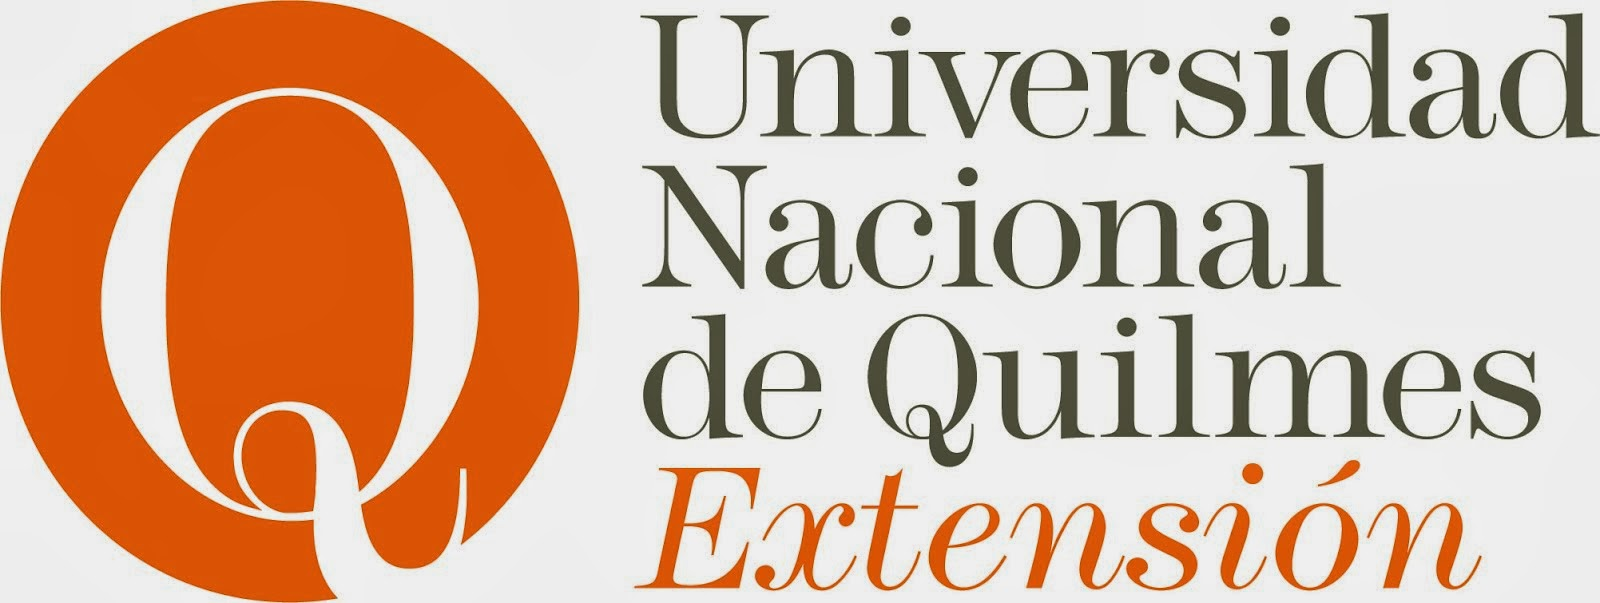 Q
Universidad
Nacional
de Quilmes
Extensión